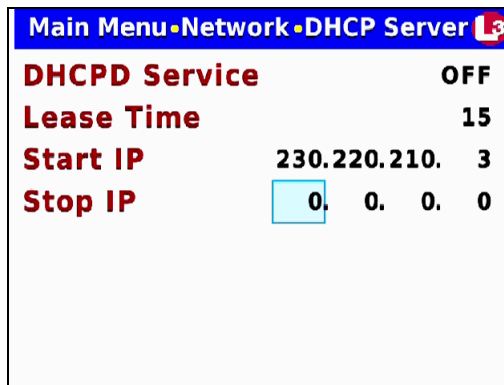 Main Menu•Network•DHCP Server L3
DHCPD Service OFF
Lease Time 15
Start IP 230.220.210. 3
Stop IP 0. 0. 0. 0